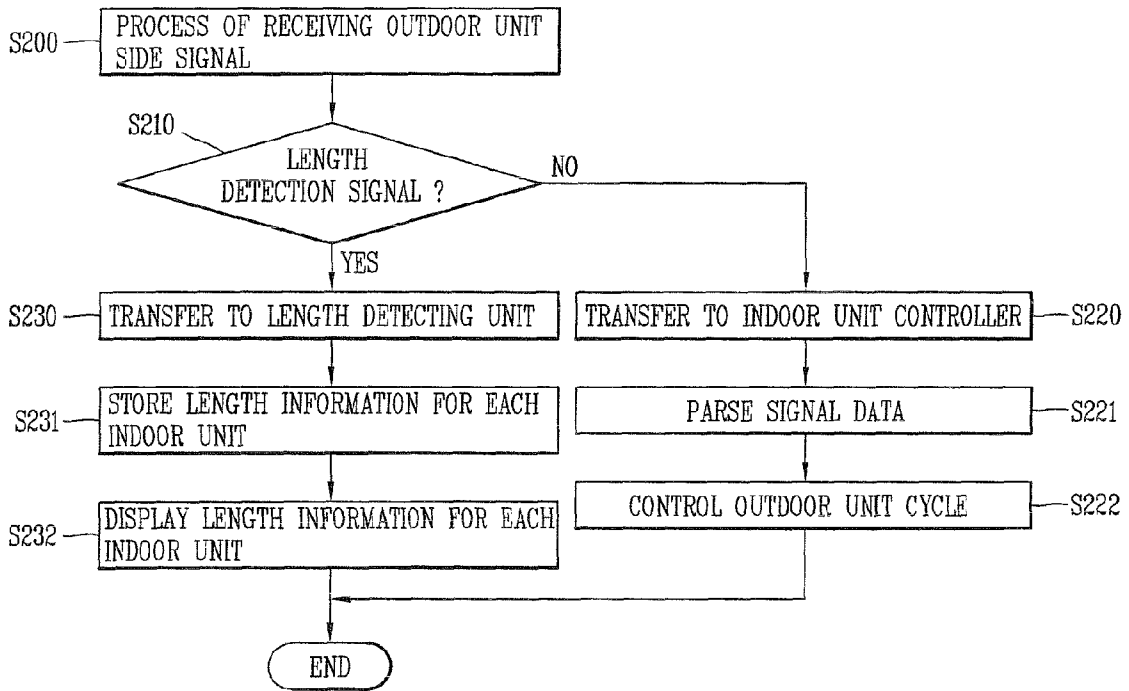 S200
PROCESS OF RECEIVING OUTDOOR UNIT
SIDE SIGNAL
S210
LENGTH
DETECTION SIGNAL ?
NO
YES
S230
TRANSFER TO LENGTH DETECTING UNIT
TRANSFER TO INDOOR UNIT CONTROLLER
S220
S231
STORE LENGTH INFORMATION FOR EACH
INDOOR UNIT
PARSE SIGNAL DATA
S221
S232
DISPLAY LENGTH INFORMATION FOR EACH
INDOOR UNIT
CONTROL OUTDOOR UNIT CYCLE
S222
END